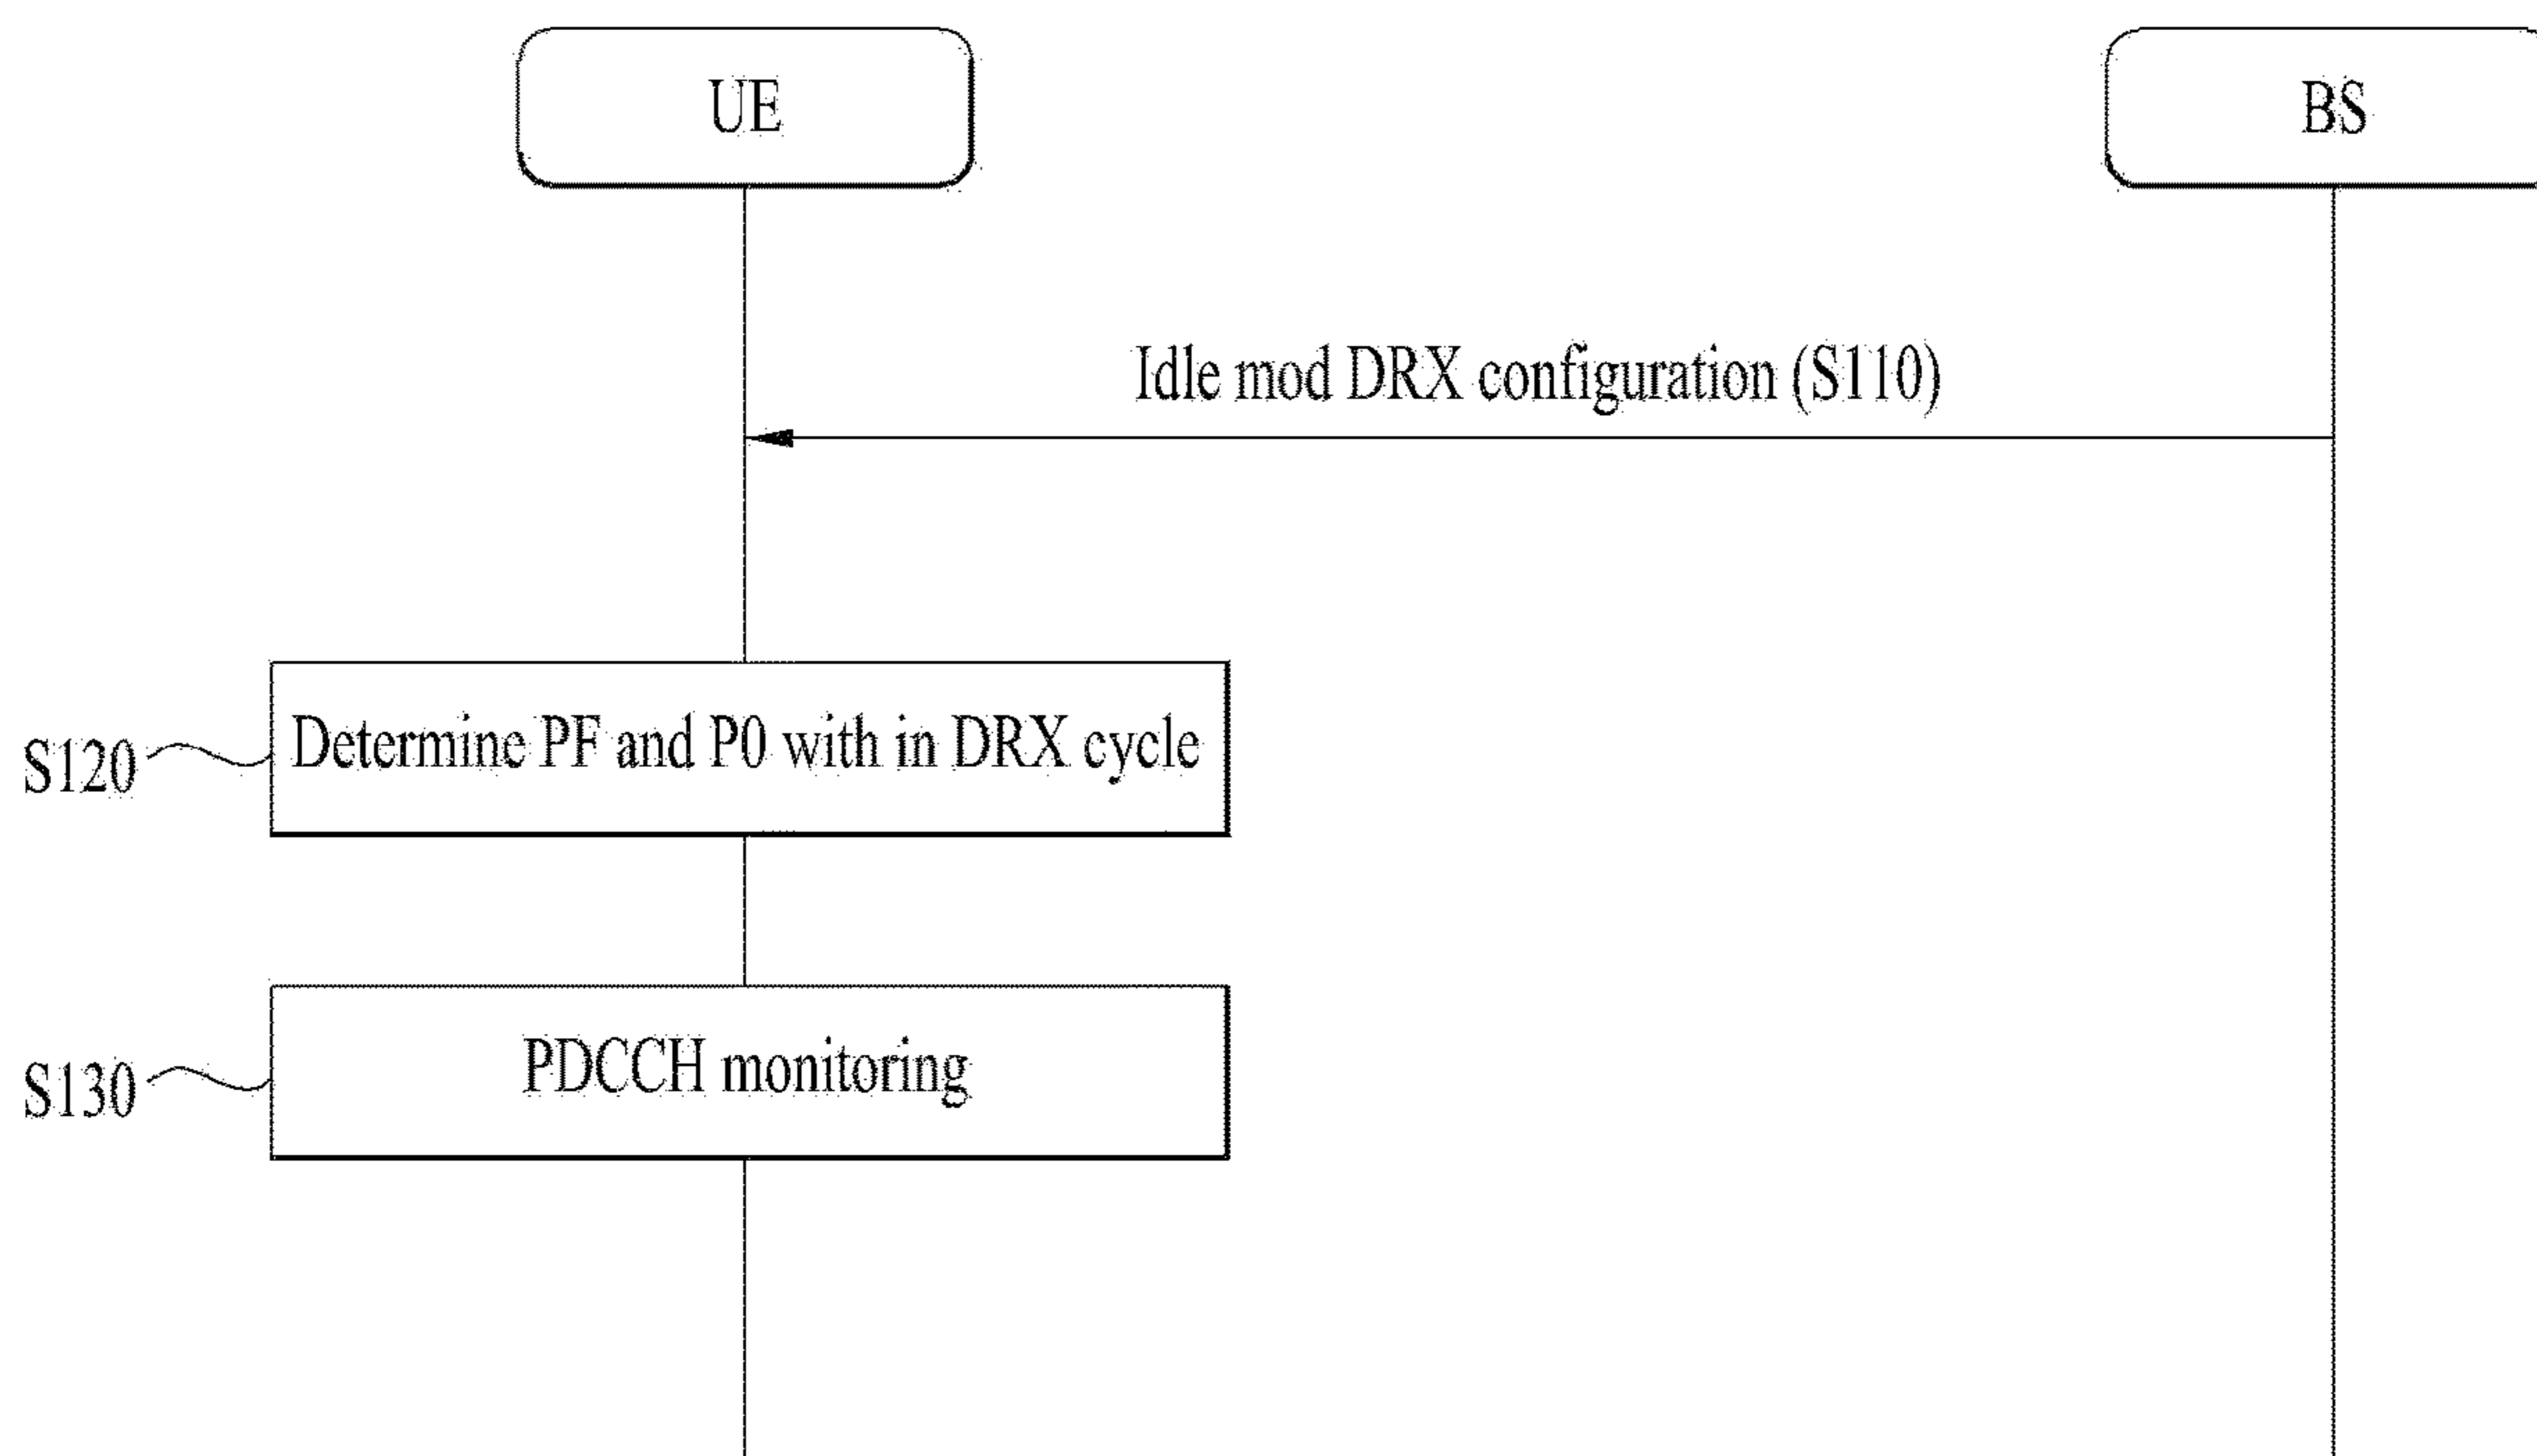 UE
BS
Idle mod DRX configuration (S110)
S120
Determine PF and P0 with in DRX cycle
S130
PDCCH monitoring